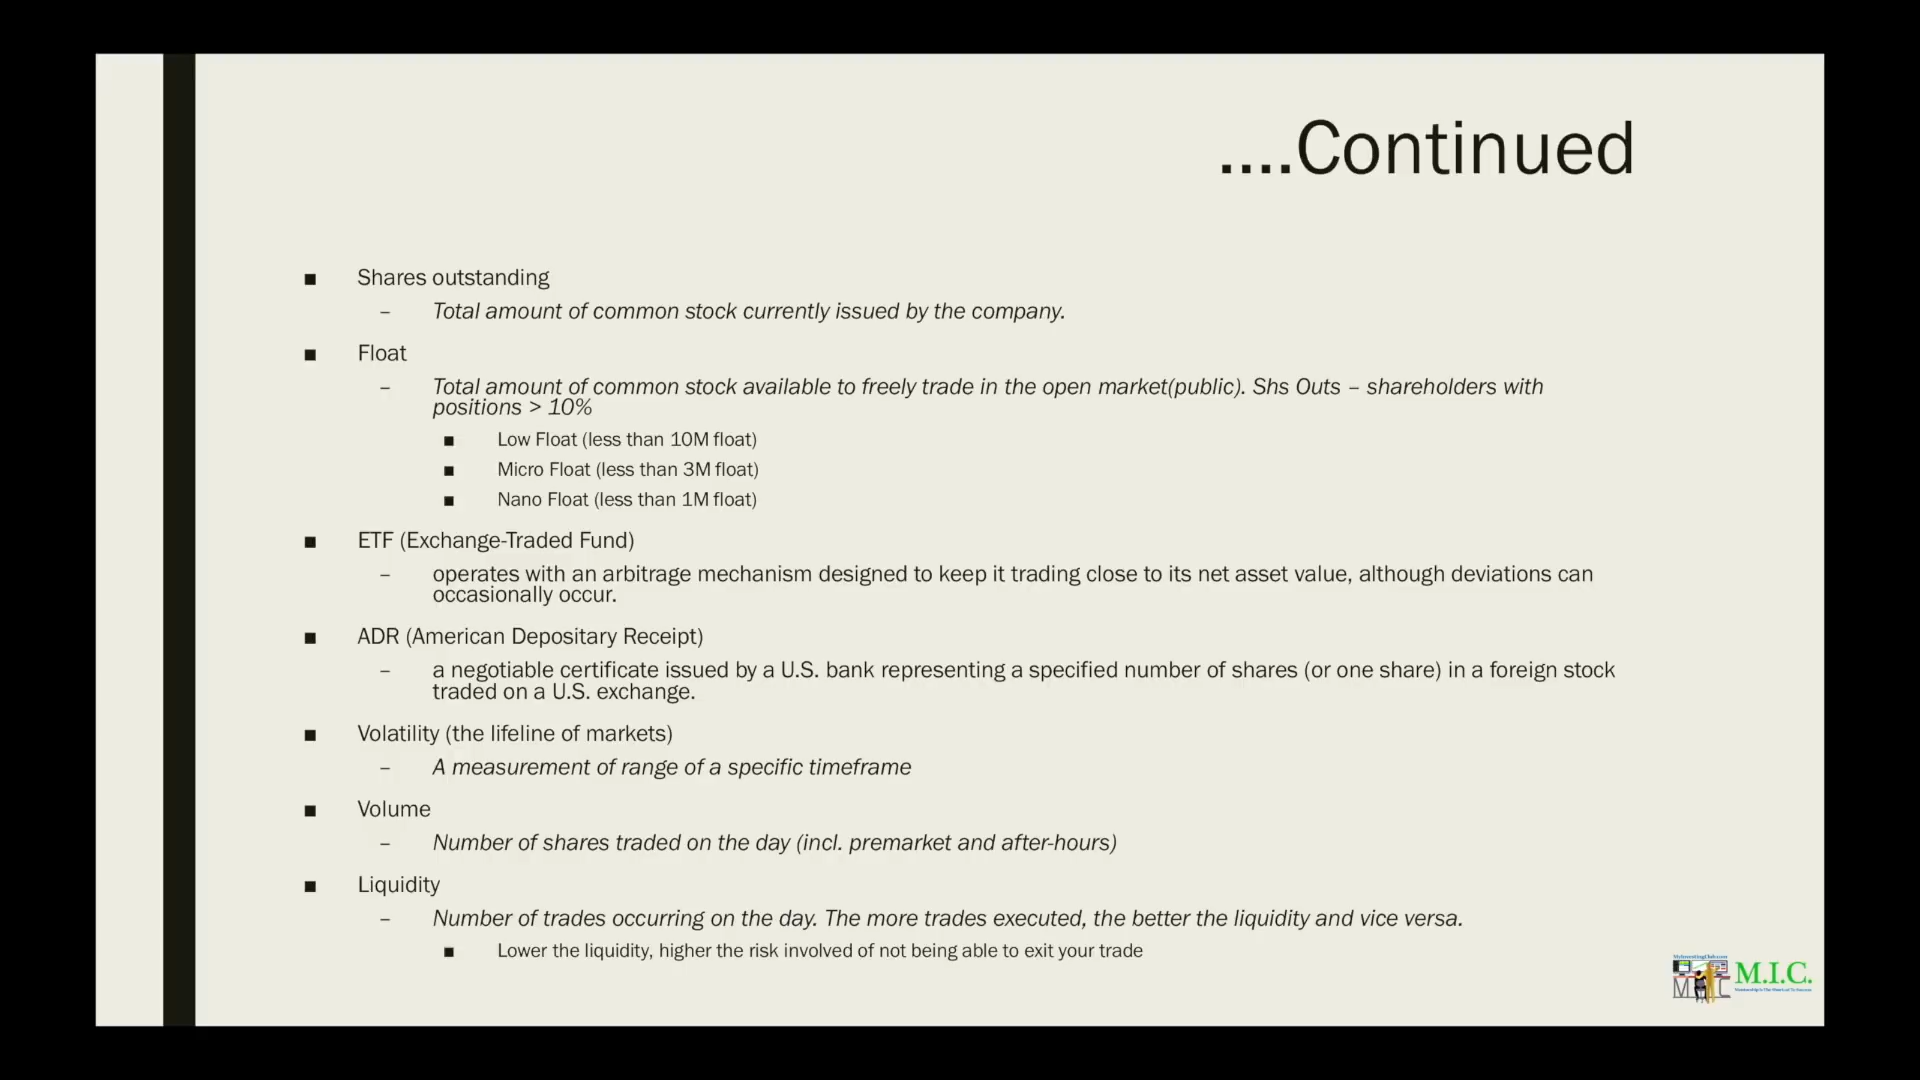 ....Continued
■ Shares outstanding
– Total amount of common stock currently issued by the company.
■ Float
– Total amount of common stock available to freely trade in the open market(public). Shs Outs – shareholders with
positions > 10%
■ Low Float (less than 10M float)
■ Micro Float (less than 3M float)
■ Nano Float (less than 1M float)
■ ETF (Exchange-Traded Fund)
– operates with an arbitrage mechanism designed to keep it trading close to its net asset value, although deviations can
occasionally occur.
■ ADR (American Depositary Receipt)
– a negotiable certificate issued by a U.S. bank representing a specified number of shares (or one share) in a foreign stock
traded on a U.S. exchange.
■ Volatility (the lifeline of markets)
– A measurement of range of a specific timeframe
■ Volume
– Number of shares traded on the day (incl. premarket and after-hours)
■ Liquidity
– Number of trades occurring on the day. The more trades executed, the better the liquidity and vice versa.
■ Lower the liquidity, higher the risk involved of not being able to exit your trade
MyInvestingClub.com
MIC
M.I.C.